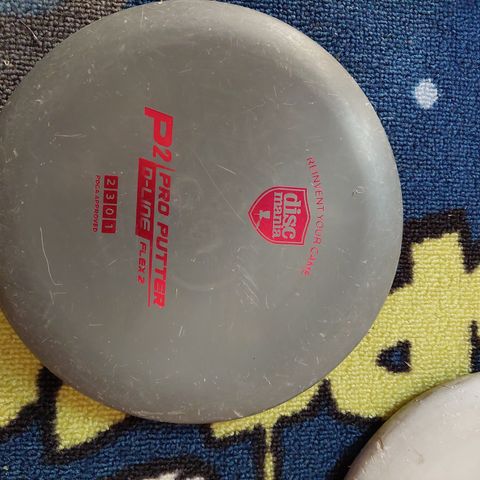 P2 | PRO PUTTER
D-LINE FLEX 2
2 3 0 1
PDGA APPROVED
REINVENT YOUR GAME
disc
mania